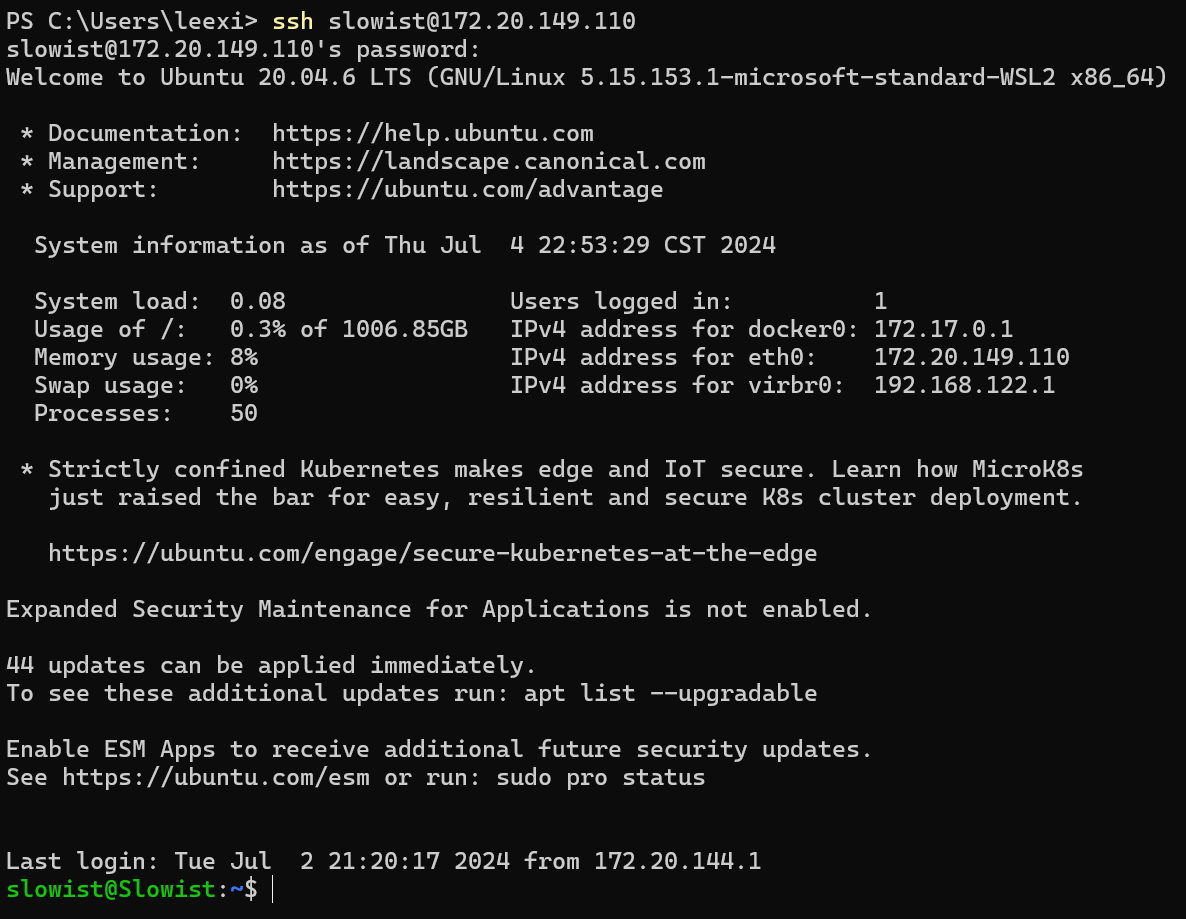 PS C:\Users\leexi> ssh slowist@172.20.149.110
slowist@172.20.149.110's password:
Welcome to Ubuntu 20.04.6 LTS (GNU/Linux 5.15.153.1-microsoft-standard-WSL2 x86_64)

 * Documentation:  https://help.ubuntu.com
 * Management:     https://landscape.canonical.com
 * Support:        https://ubuntu.com/advantage

  System information as of Thu Jul  4 22:53:29 CST 2024

  System load:  0.08                Users logged in:          1
  Usage of /:   0.3% of 1006.85GB   IPv4 address for docker0: 172.17.0.1
  Memory usage: 8%                  IPv4 address for eth0:    172.20.149.110
  Swap usage:   0%                  IPv4 address for virbr0:  192.168.122.1
  Processes:    50

 * Strictly confined Kubernetes makes edge and IoT secure. Learn how MicroK8s
   just raised the bar for easy, resilient and secure K8s cluster deployment.

   https://ubuntu.com/engage/secure-kubernetes-at-the-edge

Expanded Security Maintenance for Applications is not enabled.

44 updates can be applied immediately.
To see these additional updates run: apt list --upgradable

Enable ESM Apps to receive additional future security updates.
See https://ubuntu.com/esm or run: sudo pro status


Last login: Tue Jul  2 21:20:17 2024 from 172.20.144.1
slowist@Slowist:~$